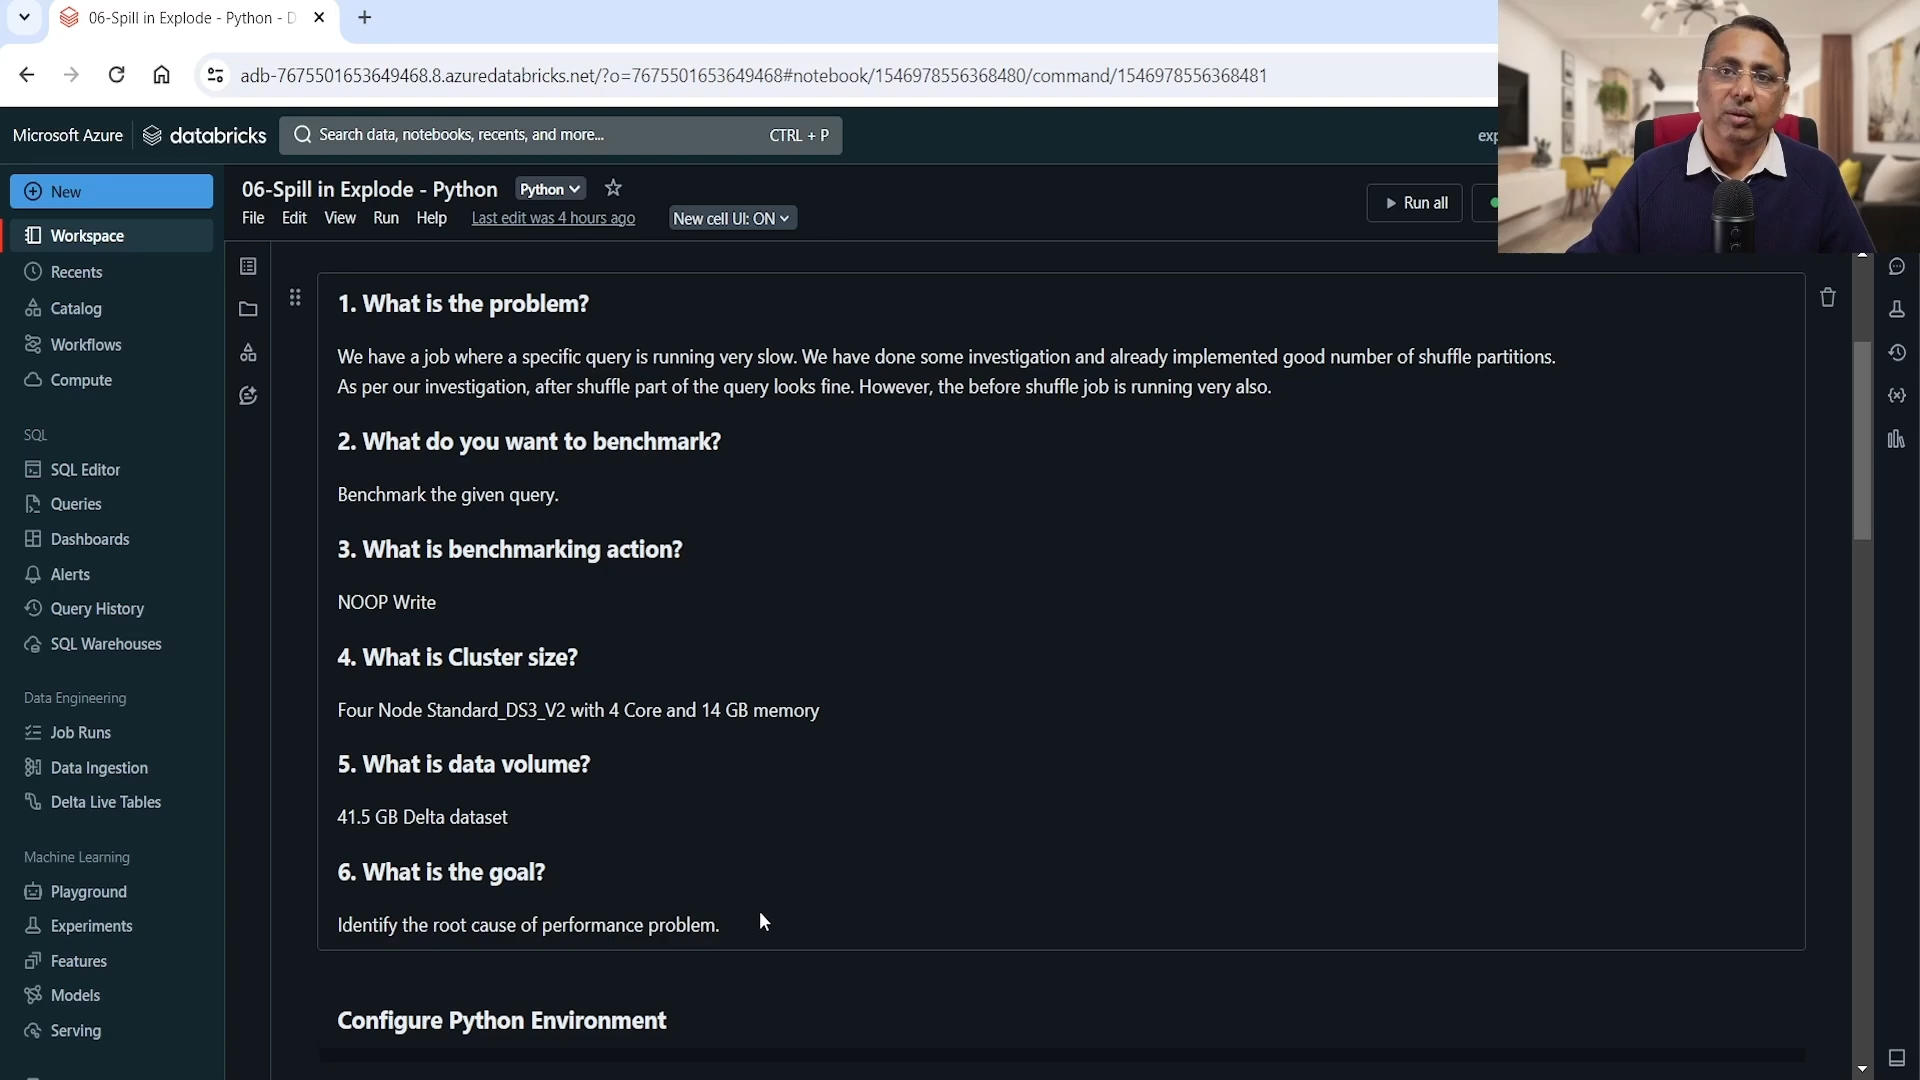 06-Spill in Explode - Python - D
adb-7675501653649468.8.azuredatabricks.net/?o=7675501653649468#notebook/1546978556368480/command/1546978556368481
Microsoft Azure
databricks
Search data, notebooks, recents, and more...
CTRL + P
exp
New
Workspace
Recents
Catalog
Workflows
Compute
SQL
SQL Editor
Queries
Dashboards
Alerts
Query History
SQL Warehouses
Data Engineering
Job Runs
Data Ingestion
Delta Live Tables
Machine Learning
Playground
Experiments
Features
Models
Serving
06-Spill in Explode - Python
Python
File Edit View Run Help Last edit was 4 hours ago New cell UI: ON
Run all
1. What is the problem?
We have a job where a specific query is running very slow. We have done some investigation and already implemented good number of shuffle partitions.
As per our investigation, after shuffle part of the query looks fine. However, the before shuffle job is running very also.
2. What do you want to benchmark?
Benchmark the given query.
3. What is benchmarking action?
NOOP Write
4. What is Cluster size?
Four Node Standard_DS3_V2 with 4 Core and 14 GB memory
5. What is data volume?
41.5 GB Delta dataset
6. What is the goal?
Identify the root cause of performance problem.
Configure Python Environment